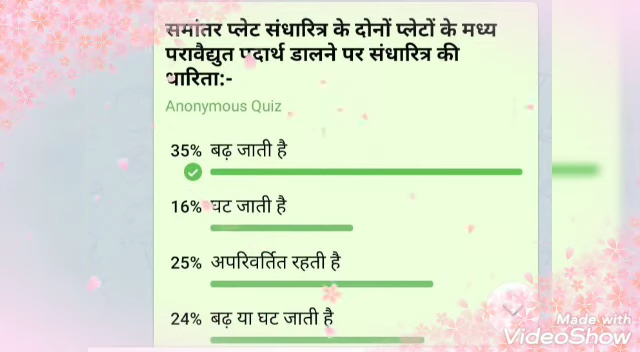 समांतर प्लेट संधारित्र के दोनों प्लेटों के मध्य
परावैद्युत पदार्थ डालने पर संधारित्र की
धारिता:-
Anonymous Quiz
35% बढ़ जाती है
16% घट जाती है
25% अपरिवर्तित रहती है
24% बढ़ या घट जाती है
Made with
VideoShow